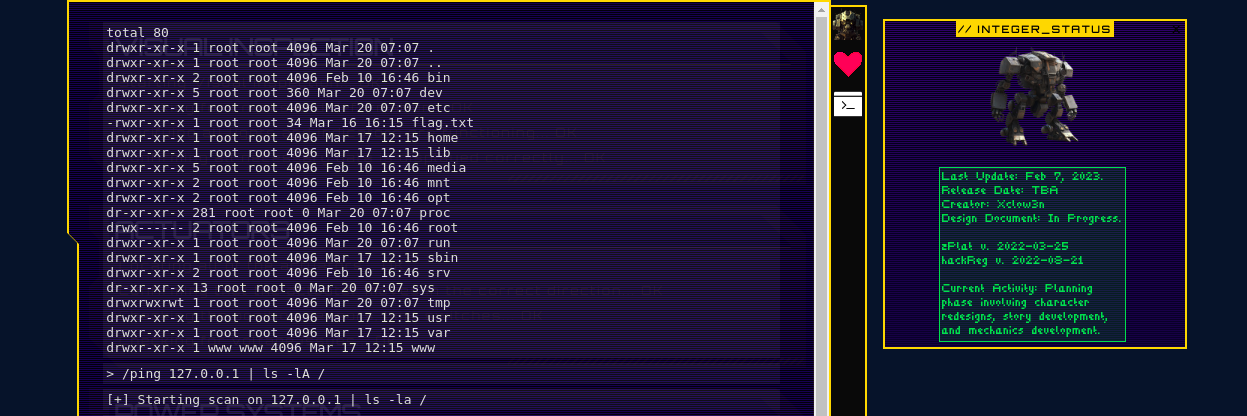 total 80
drwxr-xr-x 1 root root 4096 Mar 20 07:07 .
drwxr-xr-x 1 root root 4096 Mar 20 07:07 ..
drwxr-xr-x 2 root root 4096 Feb 10 16:46 bin
drwxr-xr-x 5 root root 360 Mar 20 07:07 dev
drwxr-xr-x 1 root root 4096 Mar 20 07:07 etc
-rwxr-xr-x 1 root root 34 Mar 16 16:15 flag.txt
drwxr-xr-x 1 root root 4096 Mar 17 12:15 home
drwxr-xr-x 1 root root 4096 Mar 17 12:15 lib
drwxr-xr-x 5 root root 4096 Feb 10 16:46 media
drwxr-xr-x 2 root root 4096 Feb 10 16:46 mnt
drwxr-xr-x 2 root root 4096 Feb 10 16:46 opt
dr-xr-xr-x 281 root root 0 Mar 20 07:07 proc
drwx------ 2 root root 4096 Feb 10 16:46 root
drwxr-xr-x 1 root root 4096 Mar 20 07:07 run
drwxr-xr-x 1 root root 4096 Mar 17 12:15 sbin
drwxr-xr-x 2 root root 4096 Feb 10 16:46 srv
dr-xr-xr-x 13 root root 0 Mar 20 07:07 sys
drwxrwxrwt 1 root root 4096 Mar 20 07:07 tmp
drwxr-xr-x 1 root root 4096 Mar 17 12:15 usr
drwxr-xr-x 1 root root 4096 Mar 17 12:15 var
drwxr-xr-x 1 www www 4096 Mar 17 12:15 www
> /ping 127.0.0.1 | ls -lA /
[+] Starting scan on 127.0.0.1 | ls -la /
POWER SYSTEMS
// INTEGER_STATUS
Last Update: Feb 7, 2023.
Release Date: TBA
Creator: Xclow3n
Design Document: In Progress.
zPlat v. 2022-03-25
hackReg v. 2022-08-21
Current Activity: Planning
phase involving character
redesigns, story development,
and mechanics development.